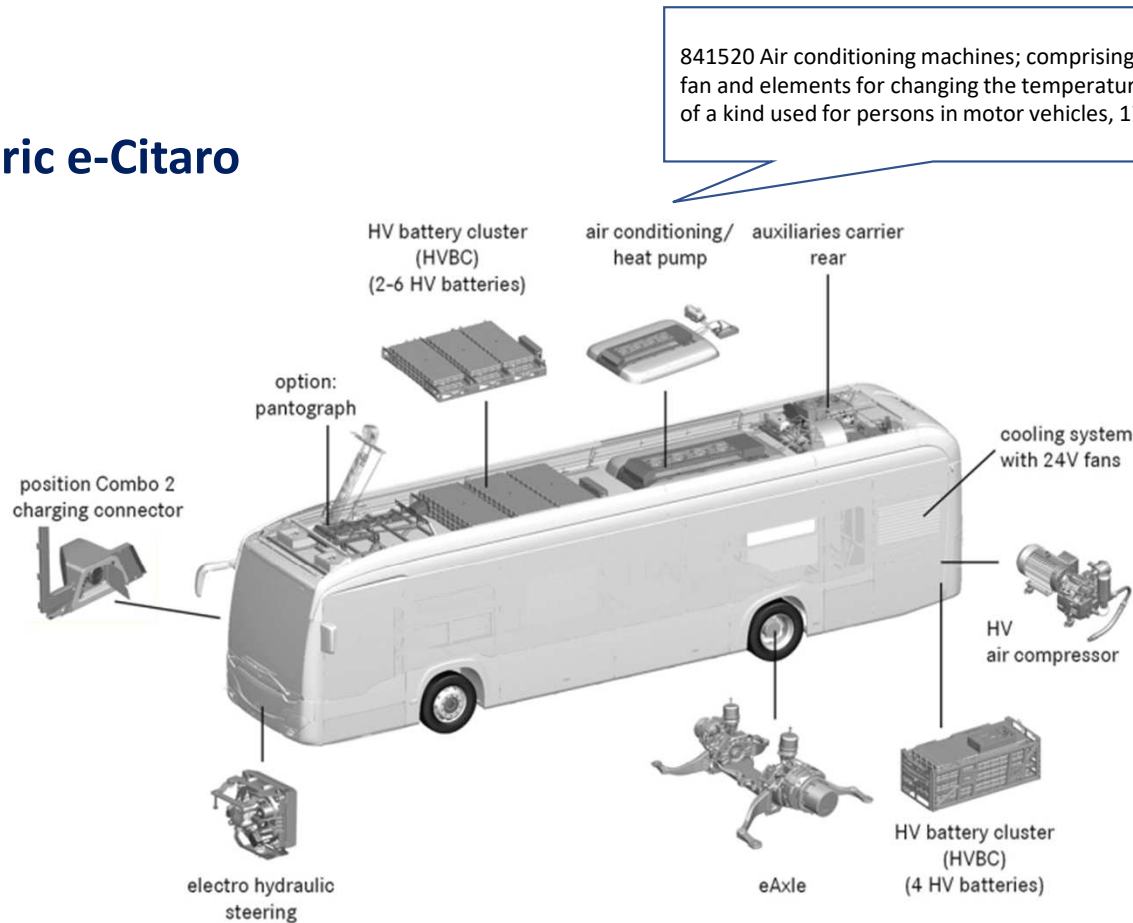 841520 Air conditioning machines; comprising
fan and elements for changing the temperatur
of a kind used for persons in motor vehicles, 1
ric e-Citaro
HV battery cluster
(HVBC)
(2-6 HV batteries)
air conditioning/
heat pump
auxiliaries carrier
rear
option:
pantograph
cooling system
with 24V fans
position Combo 2
charging connector
HV
air compressor
electro hydraulic
steering
eAxle
HV battery cluster
(HVBC)
(4 HV batteries)